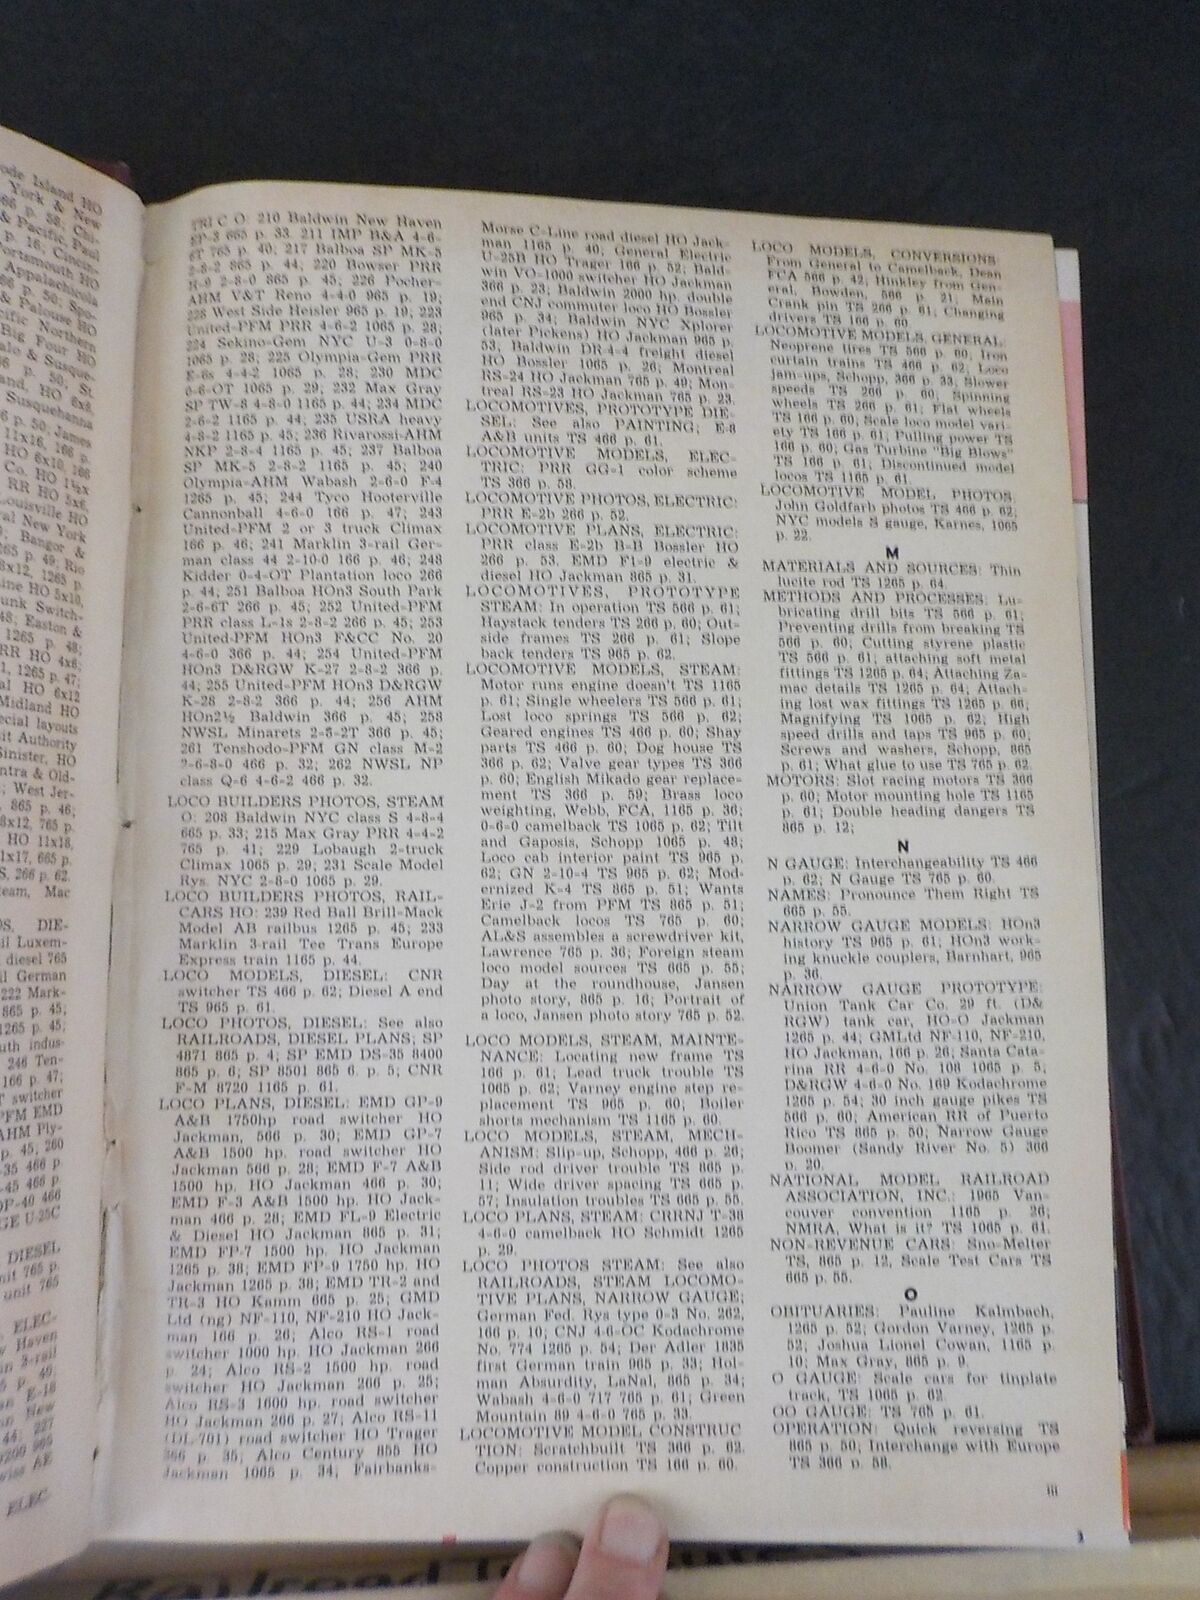 TRI C O: 210 Baldwin New Haven
EP-3 665 p. 33. 211 IMP B&A 4-6-
6T 765 p. 40; 217 Balboa SP MK-5
2-8-2 865 p. 44; 220 Bowser PRR
H-9 2-8-0 865 p. 45; 226 Pocher-
AHM V&T Reno 4-4-0 965 p. 19;
228 West Side Heisler 965 p. 19; 223
United-PFM PRR 4-6-2 1065 p. 28;
224 Sekino-Gem NYC U-3 0-8-0
1065 p. 28; 225 Olympia-Gem PRR
E-6s 4-4-2 1065 p. 28; 230 MDC
0-6-OT 1065 p. 29; 232 Max Gray
SP TW-8 4-8-0 1165 p. 44; 234 MDC
2-6-2 1165 p. 44; 235 USRA heavy
4-8-2 1165 p. 45; 236 Rivarossi-AHM
NKP 2-8-4 1165 p. 45; 237 Balboa
SP MK-5 2-8-2 1165 p. 45; 240
Olympia-AHM Wabash 2-6-0 F-4
1265 p. 45; 244 Tyco Hooterville
Cannonball 4-6-0 166 p. 47; 243
United-PFM 2 or 3 truck Climax
166 p. 46; 241 Marklin 3-rail Ger-
man class 44 2-10-0 166 p. 46; 248
Kidder 0-4-OT Plantation loco 266
p. 44; 251 Balboa HOn3 South Park
2-6-6T 266 p. 45; 252 United-PFM
PRR class L-1s 2-8-2 266 p. 45; 253
United-PFM HOn3 F&CC No. 20
4-6-0 366 p. 44; 254 United-PFM
HOn3 D&RGW K-27 2-8-2 366 p.
44; 255 United-PFM HOn3 D&RGW
K-28 2-8-2 366 p. 44; 256 AHM
HOn2½ Baldwin 366 p. 45; 258
NWSL Minarets 2-8-2T 366 p. 45;
261 Tenshodo-PFM GN class M-2
2-6-8-0 466 p. 32; 262 NWSL NP
class Q-6 4-6-2 466 p. 32.
LOCO BUILDERS PHOTOS, STEAM
O: 208 Baldwin NYC class S 4-8-4
665 p. 33; 215 Max Gray PRR 4-4-2
765 p. 41; 229 Lobaugh 2-truck
Climax 1065 p. 29; 231 Scale Model
Rys. NYC 2-8-0 1065 p. 29.
LOCO BUILDERS PHOTOS, RAIL-
CARS HO: 239 Red Ball Brill-Mack
Model AB railbus 1265 p. 45; 233
Marklin 3-rail Tee Trans Europe
Express train 1165 p. 44.
LOCO MODELS, DIESEL: CNR
switcher TS 466 p. 62; Diesel A end
TS 965 p. 61.
LOCO PHOTOS, DIESEL: See also
RAILROADS, DIESEL PLANS; SP
4871 865 p. 4; SP EMD DS-35 8400
865 p. 6; SP 8501 865 6. p. 5; CNR
F-M 8720 1165 p. 61.
LOCO PLANS, DIESEL: EMD GP-9
A&B 1750hp road switcher HO
Jackman, 566 p. 30; EMD GP-7
A&B 1500 hp. road switcher HO
Jackman 566 p. 28; EMD F-7 A&B
1500 hp. HO Jackman 466 p. 30;
EMD F-3 A&B 1500 hp. HO Jack-
man 466 p. 28; EMD FL-9 Electric
& Diesel HO Jackman 865 p. 31;
EMD FP-7 1500 hp. HO Jackman
1265 p. 38; EMD FP-9 1750 hp. HO
Jackman 1265 p. 38; EMD TR-2 and
TR-3 HO Kamm 665 p. 25; GMD
Ltd (ng) NF-110, NF-210 HO Jack-
man 166 p. 26; Alco RS-1 road
switcher 1000 hp. HO Jackman 266
p. 24; Alco RS-2 1500 hp. road
switcher HO Jackman 266 p. 25;
Alco RS-3 1600 hp. road switcher
HO Jackman 266 p. 27; Alco RS-11
(DL-701) road switcher HO Trager
366 p. 35; Alco Century 855 HO
Jackman 1065 p. 34; Fairbanks-
Morse C-Line road diesel HO Jack-
man 1165 p. 40; General Electric
U-25B HO Trager 166 p. 52; Bald-
win VO-1000 switcher HO Jackman
366 p. 23; Baldwin 2000 hp. double
end CNJ commuter loco HO Bossler
965 p. 34; Baldwin NYC Xplorer
(later Pickens) HO Jackman 965 p.
53, Baldwin DR-4-4 freight diesel
HO Bossler 1065 p. 26; Montreal
RS-24 HO Jackman 765 p. 49; Mon-
treal RS-23 HO Jackman 765 p. 23.
LOCOMOTIVES, PROTOTYPE DIE-
SEL: See also PAINTING; E-8
A&B units TS 466 p. 61.
LOCOMOTIVE MODELS, ELEC-
TRIC: PRR GG-1 color scheme
TS 366 p. 58.
LOCOMOTIVE PHOTOS, ELECTRIC:
PRR E-2b 266 p. 52.
LOCOMOTIVE PLANS, ELECTRIC:
PRR class E-2b B-B Bossler HO
266 p. 53. EMD Fl-9 electric &
diesel HO Jackman 865 p. 31.
LOCOMOTIVES, PROTOTYPE
STEAM: In operation TS 566 p. 61;
Haystack tenders TS 266 p. 60; Out-
side frames TS 266 p. 61; Slope
back tenders TS 965 p. 62.
LOCOMOTIVE MODELS, STEAM:
Motor runs engine doesn't TS 1165
p. 61; Single wheelers TS 566 p. 61;
Lost loco springs TS 566 p. 62;
Geared engines TS 466 p. 60; Shay
parts TS 466 p. 60; Dog house TS
366 p. 62; Valve gear types TS 366
p. 60; English Mikado gear replace-
ment TS 366 p. 59; Brass loco
weighting, Webb, FCA, 1165 p. 36;
0-6-0 camelback TS 1065 p. 62; Tilt
and Gaposis, Schopp 1065 p. 48;
Loco cab interior paint TS 965 p.
62; GN 2-10-4 TS 965 p. 62; Mod-
ernized K-4 TS 865 p. 51; Wants
Erie J-2 from PFM TS 865 p. 51;
Camelback locos TS 765 p. 60;
AL&S assembles a screwdriver kit,
Lawrence 765 p. 36; Foreign steam
loco model sources TS 665 p. 55;
Day at the roundhouse, Jansen
photo story, 865 p. 16; Portrait of
a loco, Jansen photo story 765 p. 52.
LOCO MODELS, STEAM, MAINTE-
NANCE: Locating new frame TS
166 p. 61; Lead truck trouble TS
1065 p. 62; Varney engine step re-
placement TS 965 p. 60; Boiler
shorts mechanism TS 1165 p. 60.
LOCO MODELS, STEAM, MECH-
ANISM: Slip-up, Schopp, 466 p. 26;
Side rod driver trouble TS 865 p.
11; Wide driver spacing TS 665 p.
57; Insulation troubles TS 665 p. 55.
LOCO PLANS, STEAM: CRRNJ T-38
4-6-0 camelback HO Schmidt 1265
p. 29.
LOCO PHOTOS STEAM: See also
RAILROADS, STEAM LOCOMO-
TIVE PLANS, NARROW GAUGE;
German Fed. Rys type 0-3 No. 262,
166 p. 10; CNJ 4-6-OC Kodachrome
No. 774 1265 p. 54; Der Adler 1835
first German train 965 p. 33; Hol-
man Absurdity, LaNal, 865 p. 34;
Wabash 4-6-0 717 765 p. 61; Green
Mountain 89 4-6-0 765 p. 33.
LOCOMOTIVE MODEL CONSTRUC
TION: Scratchbuilt TS 366 p. 62.
Copper construction TS 166 p. 60.
LOCO MODELS, CONVERSIONS:
From General to Camelback, Dean
FCA 566 p. 42; Hinkley from Gen-
eral, Bowden, 566 p. 21; Main
Crank pin TS 266 p. 61, Changing
drivers TS 166 p. 60.
LOCOMOTIVE MODELS, GENERAL:
Neoprene tires TS 566 p. 60; Iron
curtain trains TS 466 p. 62; Loco
jam-ups, Schopp, 366 p. 33; Slower
speeds TS 266 p. 60; Spinning
wheels TS 266 p. 61; Flat wheels
TS 166 p. 60; Scale loco model vari-
ety TS 166 p. 61; Pulling power TS
166 p. 60; Gas Turbine "Big Blows"
TS 166 p. 61; Discontinued model
locos TS 1165 p. 61.
LOCOMOTIVE MODEL PHOTOS,
John Goldfarb photos TS 466 p. 62;
NYC models S gauge, Karnes, 1065
p. 22.
M
MATERIALS AND SOURCES: Thin
lucite rod TS 1265 p. 64.
METHODS AND PROCESSES: Lu-
bricating drill bits TS 566 p. 61;
Preventing drills from breaking TS
566 p. 60; Cutting styrene plastic
TS 566 p. 61; attaching soft metal
fittings TS 1265 p. 64; Attaching Za-
mac details TS 1265 p. 64; Attach-
ing lost wax fittings TS 1265 p. 66;
Magnifying TS 1065 p. 62; High
speed drills and taps TS 965 p. 60;
Screws and washers, Schopp, 865
p. 61; What glue to use TS 765 p. 62.
MOTORS: Slot racing motors TS 366
p. 60; Motor mounting hole TS 1165
p. 61; Double heading dangers TS
865 p. 12;
N
N GAUGE: Interchangeability TS 466
p. 62; N Gauge TS 765 p. 60.
NAMES: Pronounce Them Right TS
665 p. 55.
NARROW GAUGE MODELS: HOn3
history TS 965 p. 61; HOn3 work-
ing knuckle couplers, Barnhart, 965
p. 36.
NARROW GAUGE PROTOTYPE:
Union Tank Car Co. 29 ft. (D&
RGW) tank car, HO-O Jackman
1265 p. 44; GMLtd NF-110, NF-210,
HO Jackman, 166 p. 26; Santa Cata-
rina RR 4-6-0 No. 108 1065 p. 5;
D&RGW 4-6-0 No. 169 Kodachrome
1265 p. 54; 30 inch gauge pikes TS
566 p. 60; American RR of Puerto
Rico TS 865 p. 50; Narrow Gauge
Boomer (Sandy River No. 5) 366
p. 20.
NATIONAL MODEL RAILROAD
ASSOCIATION, INC.: 1965 Van-
couver convention 1165 p. 26;
NMRA, What is it? TS 1065 p. 61.
NON-REVENUE CARS: Sno-Melter
TS, 865 p. 12, Scale Test Cars TS
665 p. 55.
O
OBITUARIES: Pauline Kalmbach,
1265 p. 52; Gordon Varney, 1265 p.
52; Joshua Lionel Cowan, 1165 p.
10; Max Gray, 865 p. 9.
O GAUGE: Scale cars for tinplate
track, TS 1065 p. 62.
OO GAUGE: TS 765 p. 61.
OPERATION: Quick reversing TS
865 p. 50; Interchange with Europe
TS 366 p. 58.
iii